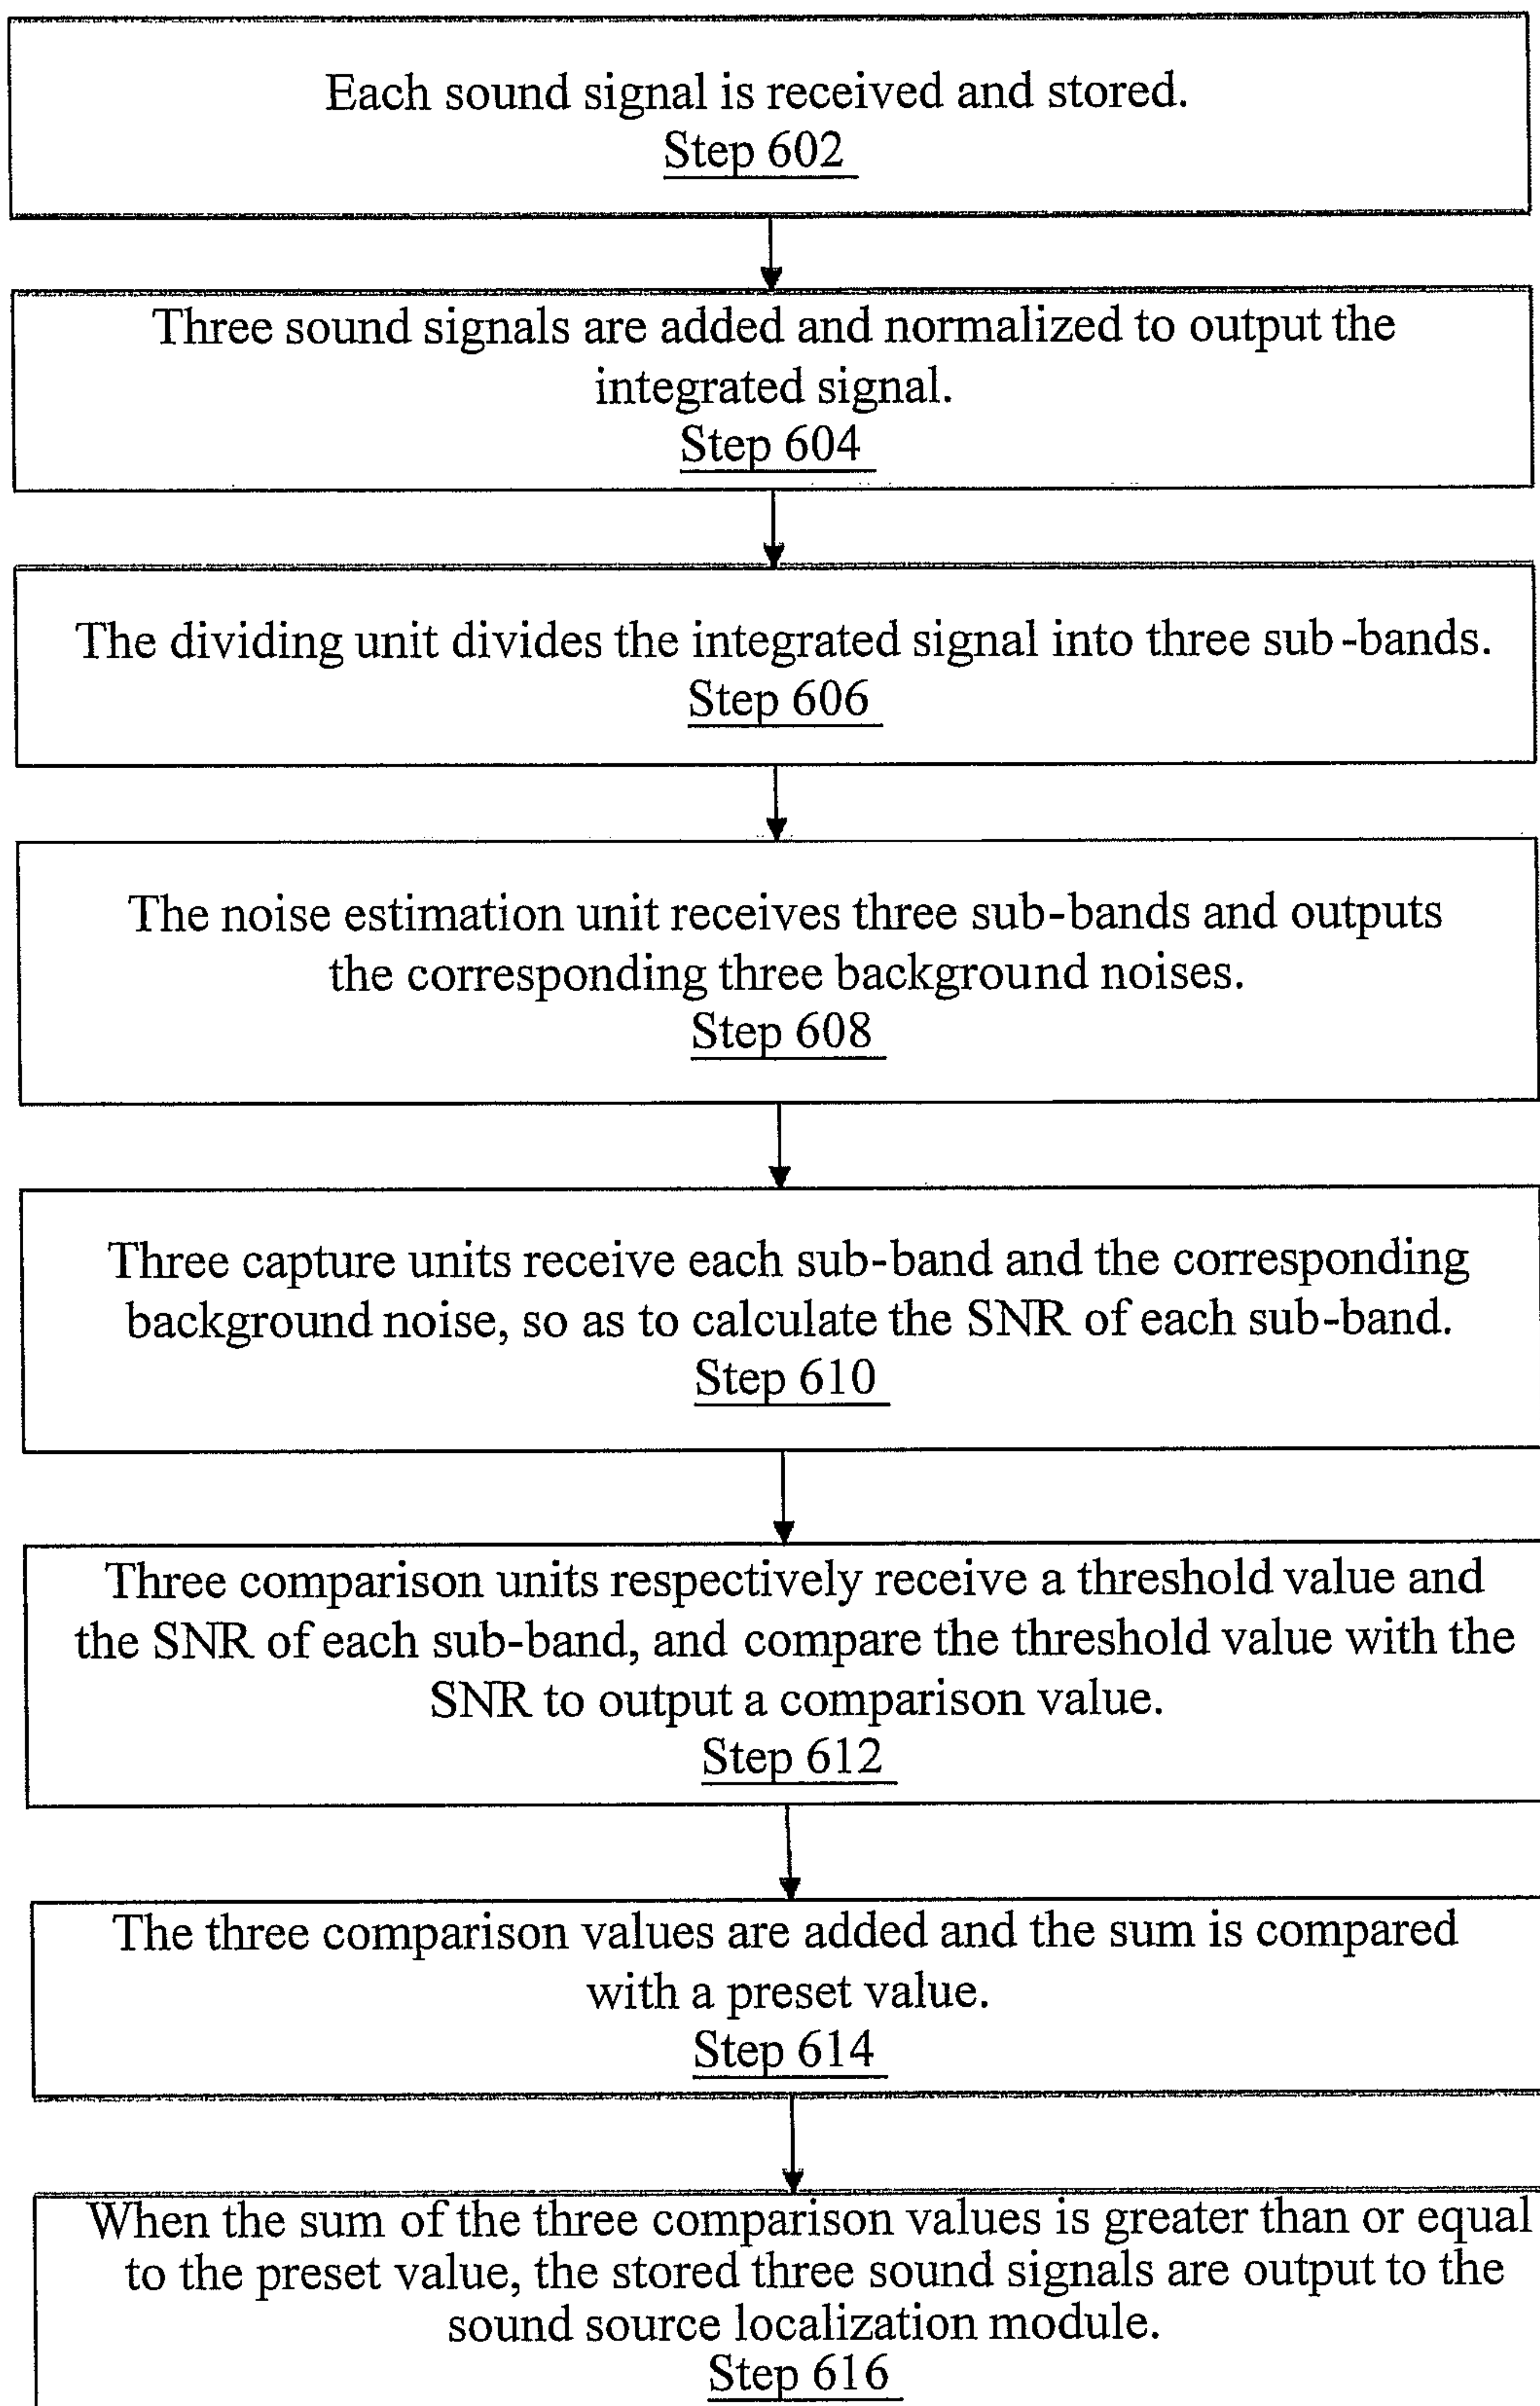 Each sound signal is received and stored.
Step 602
Three sound signals are added and normalized to output the
integrated signal.
Step 604
The dividing unit divides the integrated signal into three sub-bands.
Step 606
The noise estimation unit receives three sub-bands and outputs
the corresponding three background noises.
Step 608
Three capture units receive each sub-band and the corresponding
background noise, so as to calculate the SNR of each sub-band.
Step 610
Three comparison units respectively receive a threshold value and
the SNR of each sub-band, and compare the threshold value with the
SNR to output a comparison value.
Step 612
The three comparison values are added and the sum is compared
with a preset value.
Step 614
When the sum of the three comparison values is greater than or equal
to the preset value, the stored three sound signals are output to the
sound source localization module.
Step 616